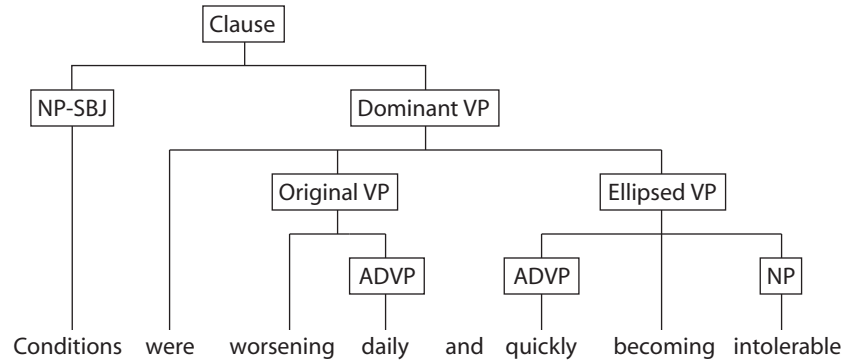 Clause
NP-SBJ Dominant VP
Original VP Ellipsed VP
ADVP ADVP NP
Conditions were worsening daily and quickly becoming intolerable